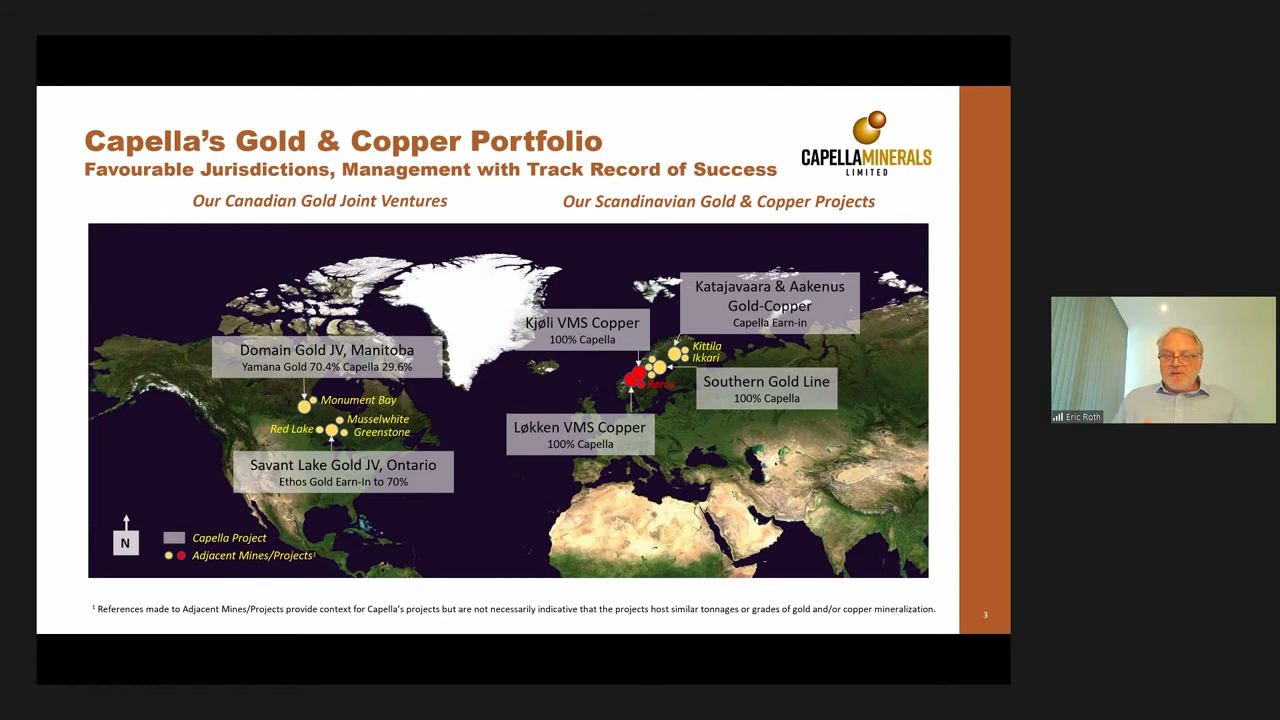 Capella's Gold & Copper Portfolio
Favourable Jurisdictions, Management with Track Record of Success
CAPELLAMINERALS
LIMITED
Our Canadian Gold Joint Ventures
Our Scandinavian Gold & Copper Projects
Katajavaara & Aakenus
Gold-Copper
Capella Earn-in
Kjøli VMS Copper
100% Capella
Domain Gold JV, Manitoba
Yamana Gold 70.4% Capella 29.6%
Kittila
Ikkari
Røros
Southern Gold Line
100% Capella
Monument Bay
Musselwhite
Red Lake
Greenstone
Løkken VMS Copper
100% Capella
Savant Lake Gold JV, Ontario
Ethos Gold Earn-In to 70%
N
Capella Project
Adjacent Mines/Projects¹
¹ References made to Adjacent Mines/Projects provide context for Capella's projects but are not necessarily indicative that the projects host similar tonnages or grades of gold and/or copper mineralization.
3
Eric Roth